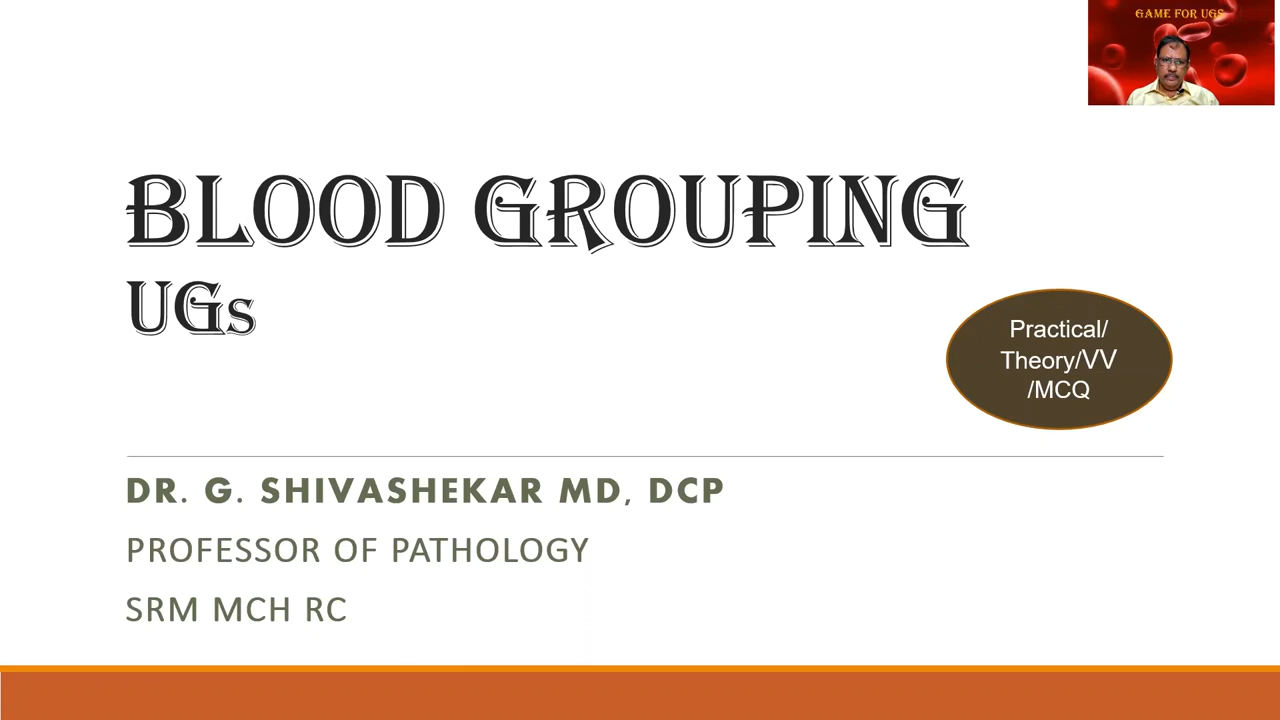 GAME FOR UGS
BLOOD GROUPING
UGs
Practical/
Theory/VV
/MCQ
DR. G. SHIVASHEKAR MD, DCP
PROFESSOR OF PATHOLOGY
SRM MCH RC